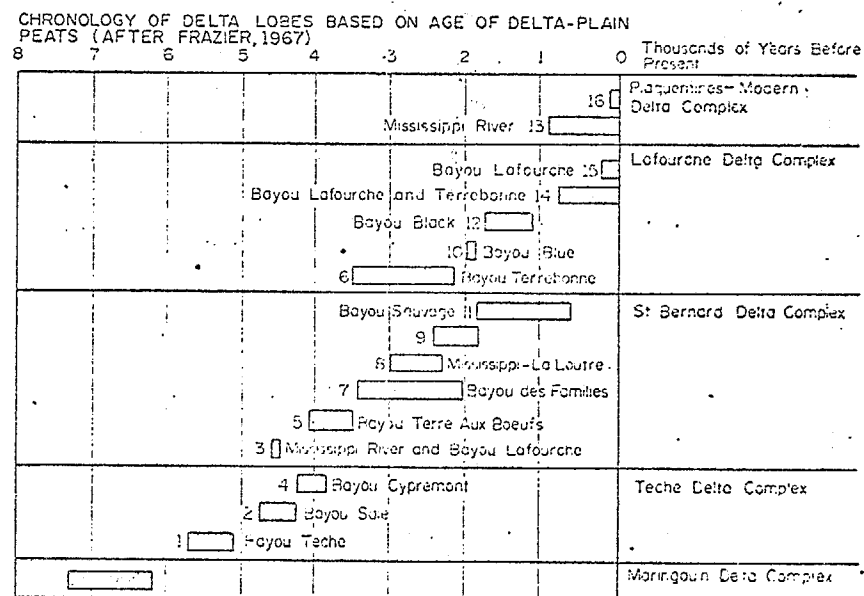 CHRONOLOGY OF DELTA LOBES BASED ON AGE OF DELTA-PLAIN
PEATS (AFTER FRAZIER, 1967)
8 7 6 5 4 3 2 1 0 Thousands of Years Before
Present
16 Plaquemines-Modern
Delta Complex
Mississippi River 13
Lafourche Delta Complex
Bayou Lafourche 15
Bayou Lafourche and Terrebonne 14
Bayou Black 12
10 Bayou Blue
6 Bayou Terrebonne
Bayou Sauvage 11 St Bernard Delta Complex
9
8 Mississippi-La Loutre
7 Bayou des Families
5 Bayou Terre Aux Boeufs
3 Mississippi River and Bayou Lafourche
4 Bayou Cypremont Teche Delta Complex
2 Bayou Sale
1 Bayou Teche
Maringouin Delta Complex